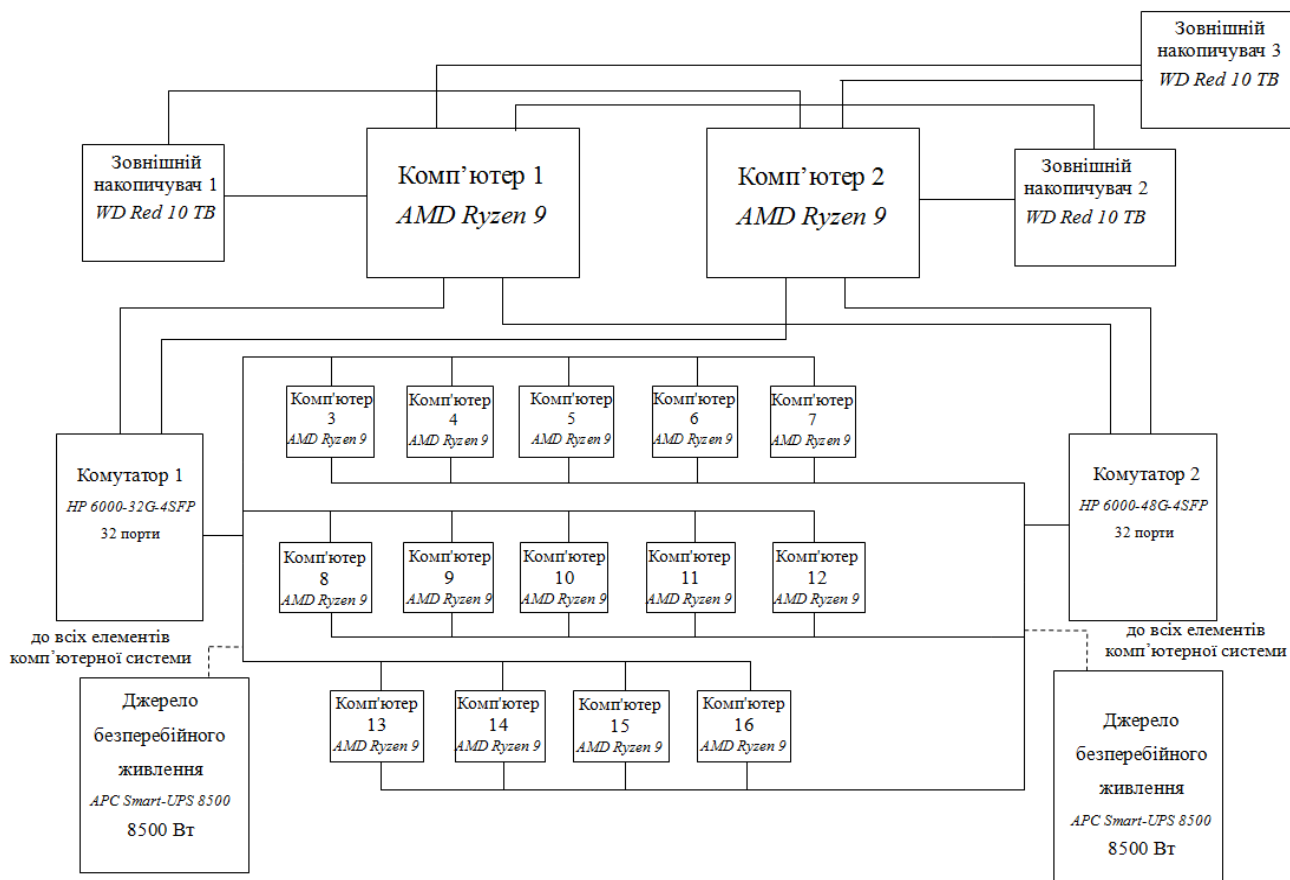 Зовнішній
накопичувач 3
WD Red 10 TB
Зовнішній
накопичувач 1
WD Red 10 TB
Комп’ютер 1
AMD Ryzen 9
Комп’ютер 2
AMD Ryzen 9
Зовнішній
накопичувач 2
WD Red 10 TB
Комп'ютер
3
AMD Ryzen 9
Комп'ютер
4
AMD Ryzen 9
Комп'ютер
5
AMD Ryzen 9
Комп'ютер
6
AMD Ryzen 9
Комп'ютер
7
AMD Ryzen 9
Комутатор 1
HP 6000-32G-4SFP
32 порти
Комутатор 2
HP 6000-48G-4SFP
32 порти
Комп'ютер
8
AMD Ryzen 9
Комп'ютер
9
AMD Ryzen 9
Комп'ютер
10
AMD Ryzen 9
Комп'ютер
11
AMD Ryzen 9
Комп'ютер
12
AMD Ryzen 9
до всіх елементів
комп’ютерної системи
до всіх елементів
комп’ютерної системи
Комп'ютер
13
AMD Ryzen 9
Комп'ютер
14
AMD Ryzen 9
Комп'ютер
15
AMD Ryzen 9
Комп'ютер
16
AMD Ryzen 9
Джерело
безперебійного
живлення
APC Smart-UPS 8500
8500 Вт
Джерело
безперебійного
живлення
APC Smart-UPS 8500
8500 Вт